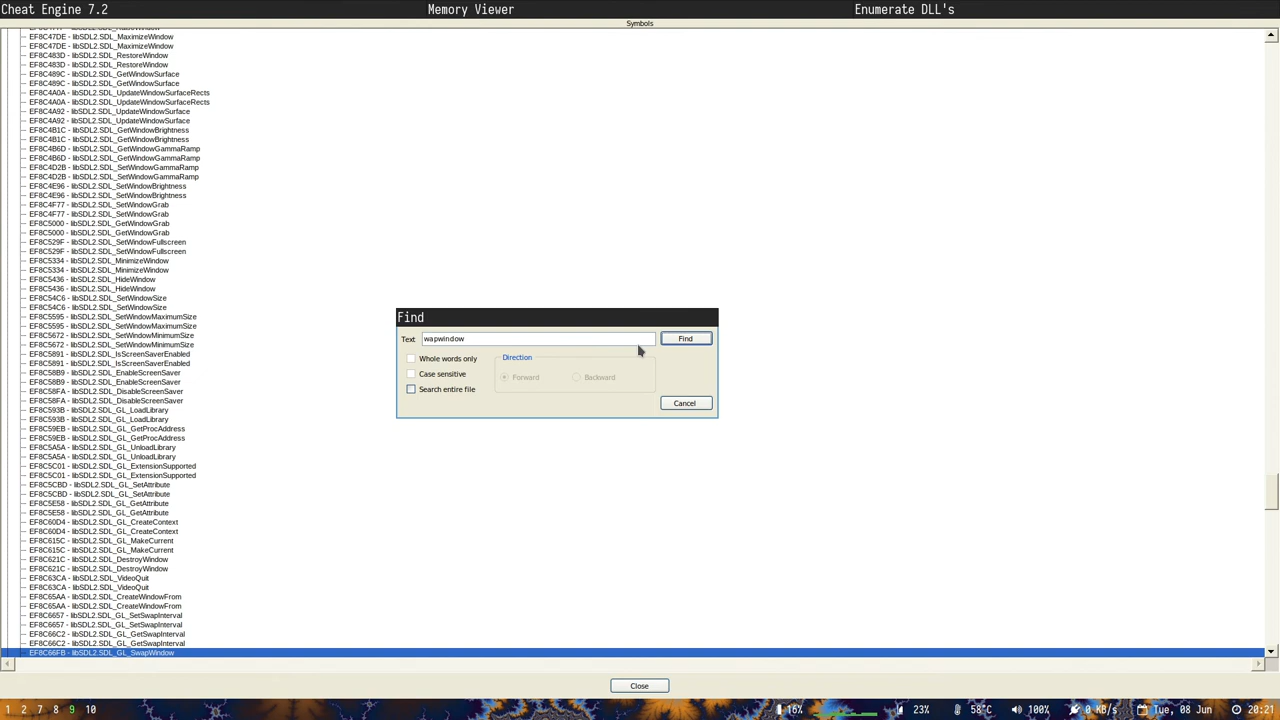 Cheat Engine 7.2 Memory Viewer Enumerate DLL's
Symbols
EF8C47DE - libSDL2.SDL_MaximizeWindow
EF8C47DE - libSDL2.SDL_MaximizeWindow
EF8C483D - libSDL2.SDL_RestoreWindow
EF8C483D - libSDL2.SDL_RestoreWindow
EF8C489C - libSDL2.SDL_GetWindowSurface
EF8C489C - libSDL2.SDL_GetWindowSurface
EF8C4A0A - libSDL2.SDL_UpdateWindowSurfaceRects
EF8C4A0A - libSDL2.SDL_UpdateWindowSurfaceRects
EF8C4A92 - libSDL2.SDL_UpdateWindowSurface
EF8C4A92 - libSDL2.SDL_UpdateWindowSurface
EF8C4B1C - libSDL2.SDL_GetWindowBrightness
EF8C4B1C - libSDL2.SDL_GetWindowBrightness
EF8C4B6D - libSDL2.SDL_GetWindowGammaRamp
EF8C4B6D - libSDL2.SDL_GetWindowGammaRamp
EF8C4D2B - libSDL2.SDL_SetWindowGammaRamp
EF8C4D2B - libSDL2.SDL_SetWindowGammaRamp
EF8C4E96 - libSDL2.SDL_SetWindowBrightness
EF8C4E96 - libSDL2.SDL_SetWindowBrightness
EF8C4F77 - libSDL2.SDL_SetWindowGrab
EF8C4F77 - libSDL2.SDL_SetWindowGrab
EF8C5000 - libSDL2.SDL_GetWindowGrab
EF8C5000 - libSDL2.SDL_GetWindowGrab
EF8C529F - libSDL2.SDL_SetWindowFullscreen
EF8C529F - libSDL2.SDL_SetWindowFullscreen
EF8C5334 - libSDL2.SDL_MinimizeWindow
EF8C5334 - libSDL2.SDL_MinimizeWindow
EF8C5436 - libSDL2.SDL_HideWindow
EF8C5436 - libSDL2.SDL_HideWindow
EF8C54C6 - libSDL2.SDL_SetWindowSize
EF8C54C6 - libSDL2.SDL_SetWindowSize
EF8C5595 - libSDL2.SDL_SetWindowMaximumSize
EF8C5595 - libSDL2.SDL_SetWindowMaximumSize
EF8C5672 - libSDL2.SDL_SetWindowMinimumSize
EF8C5672 - libSDL2.SDL_SetWindowMinimumSize
EF8C5891 - libSDL2.SDL_IsScreenSaverEnabled
EF8C5891 - libSDL2.SDL_IsScreenSaverEnabled
EF8C58B9 - libSDL2.SDL_EnableScreenSaver
EF8C58B9 - libSDL2.SDL_EnableScreenSaver
EF8C58FA - libSDL2.SDL_DisableScreenSaver
EF8C58FA - libSDL2.SDL_DisableScreenSaver
EF8C593B - libSDL2.SDL_GL_LoadLibrary
EF8C593B - libSDL2.SDL_GL_LoadLibrary
EF8C59EB - libSDL2.SDL_GL_GetProcAddress
EF8C59EB - libSDL2.SDL_GL_GetProcAddress
EF8C5A5A - libSDL2.SDL_GL_UnloadLibrary
EF8C5A5A - libSDL2.SDL_GL_UnloadLibrary
EF8C5C01 - libSDL2.SDL_GL_ExtensionSupported
EF8C5C01 - libSDL2.SDL_GL_ExtensionSupported
EF8C5CBD - libSDL2.SDL_GL_SetAttribute
EF8C5CBD - libSDL2.SDL_GL_SetAttribute
EF8C5E58 - libSDL2.SDL_GL_GetAttribute
EF8C5E58 - libSDL2.SDL_GL_GetAttribute
EF8C60D4 - libSDL2.SDL_GL_CreateContext
EF8C60D4 - libSDL2.SDL_GL_CreateContext
EF8C615C - libSDL2.SDL_GL_MakeCurrent
EF8C615C - libSDL2.SDL_GL_MakeCurrent
EF8C621C - libSDL2.SDL_DestroyWindow
EF8C621C - libSDL2.SDL_DestroyWindow
EF8C63CA - libSDL2.SDL_VideoQuit
EF8C63CA - libSDL2.SDL_VideoQuit
EF8C65AA - libSDL2.SDL_CreateWindowFrom
EF8C65AA - libSDL2.SDL_CreateWindowFrom
EF8C6657 - libSDL2.SDL_GL_SetSwapInterval
EF8C6657 - libSDL2.SDL_GL_SetSwapInterval
EF8C66C2 - libSDL2.SDL_GL_GetSwapInterval
EF8C66C2 - libSDL2.SDL_GL_GetSwapInterval
EF8C66FB - libSDL2.SDL_GL_SwapWindow
Find
Text wapwindow Find
Whole words only Direction
Case sensitive Forward Backward
Search entire file
Cancel
Close
1 2 7 8 9 10 16% 23% 58°C 100% 0 KB/s Tue, 08 Jun 20:21